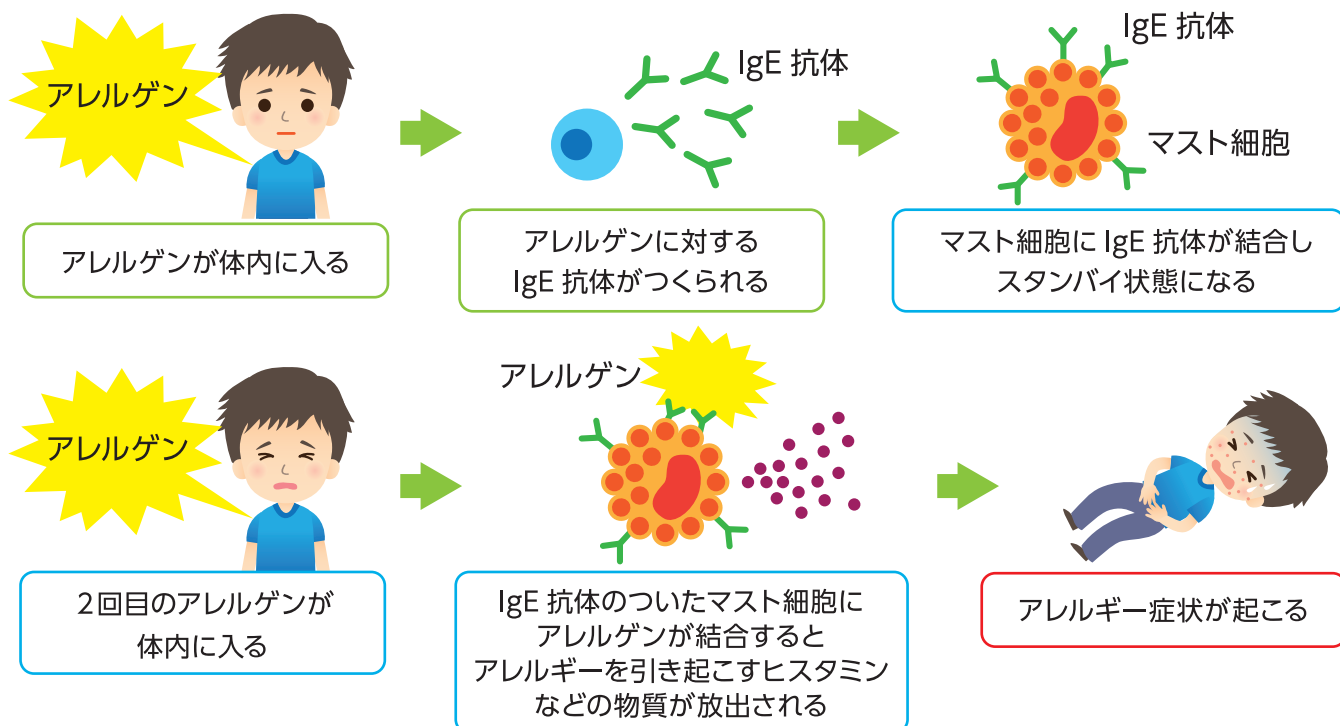 アレルゲン
アレルゲンが体内に入る
IgE 抗体
アレルゲンに対する
IgE 抗体がつくられる
IgE 抗体
マスト細胞
マスト細胞に IgE 抗体が結合し
スタンバイ状態になる
アレルゲン
2回目のアレルゲンが
体内に入る
アレルゲン
IgE 抗体のついたマスト細胞に
アレルゲンが結合すると
アレルギーを引き起こすヒスタミン
などの物質が放出される
アレルギー症状が起こる